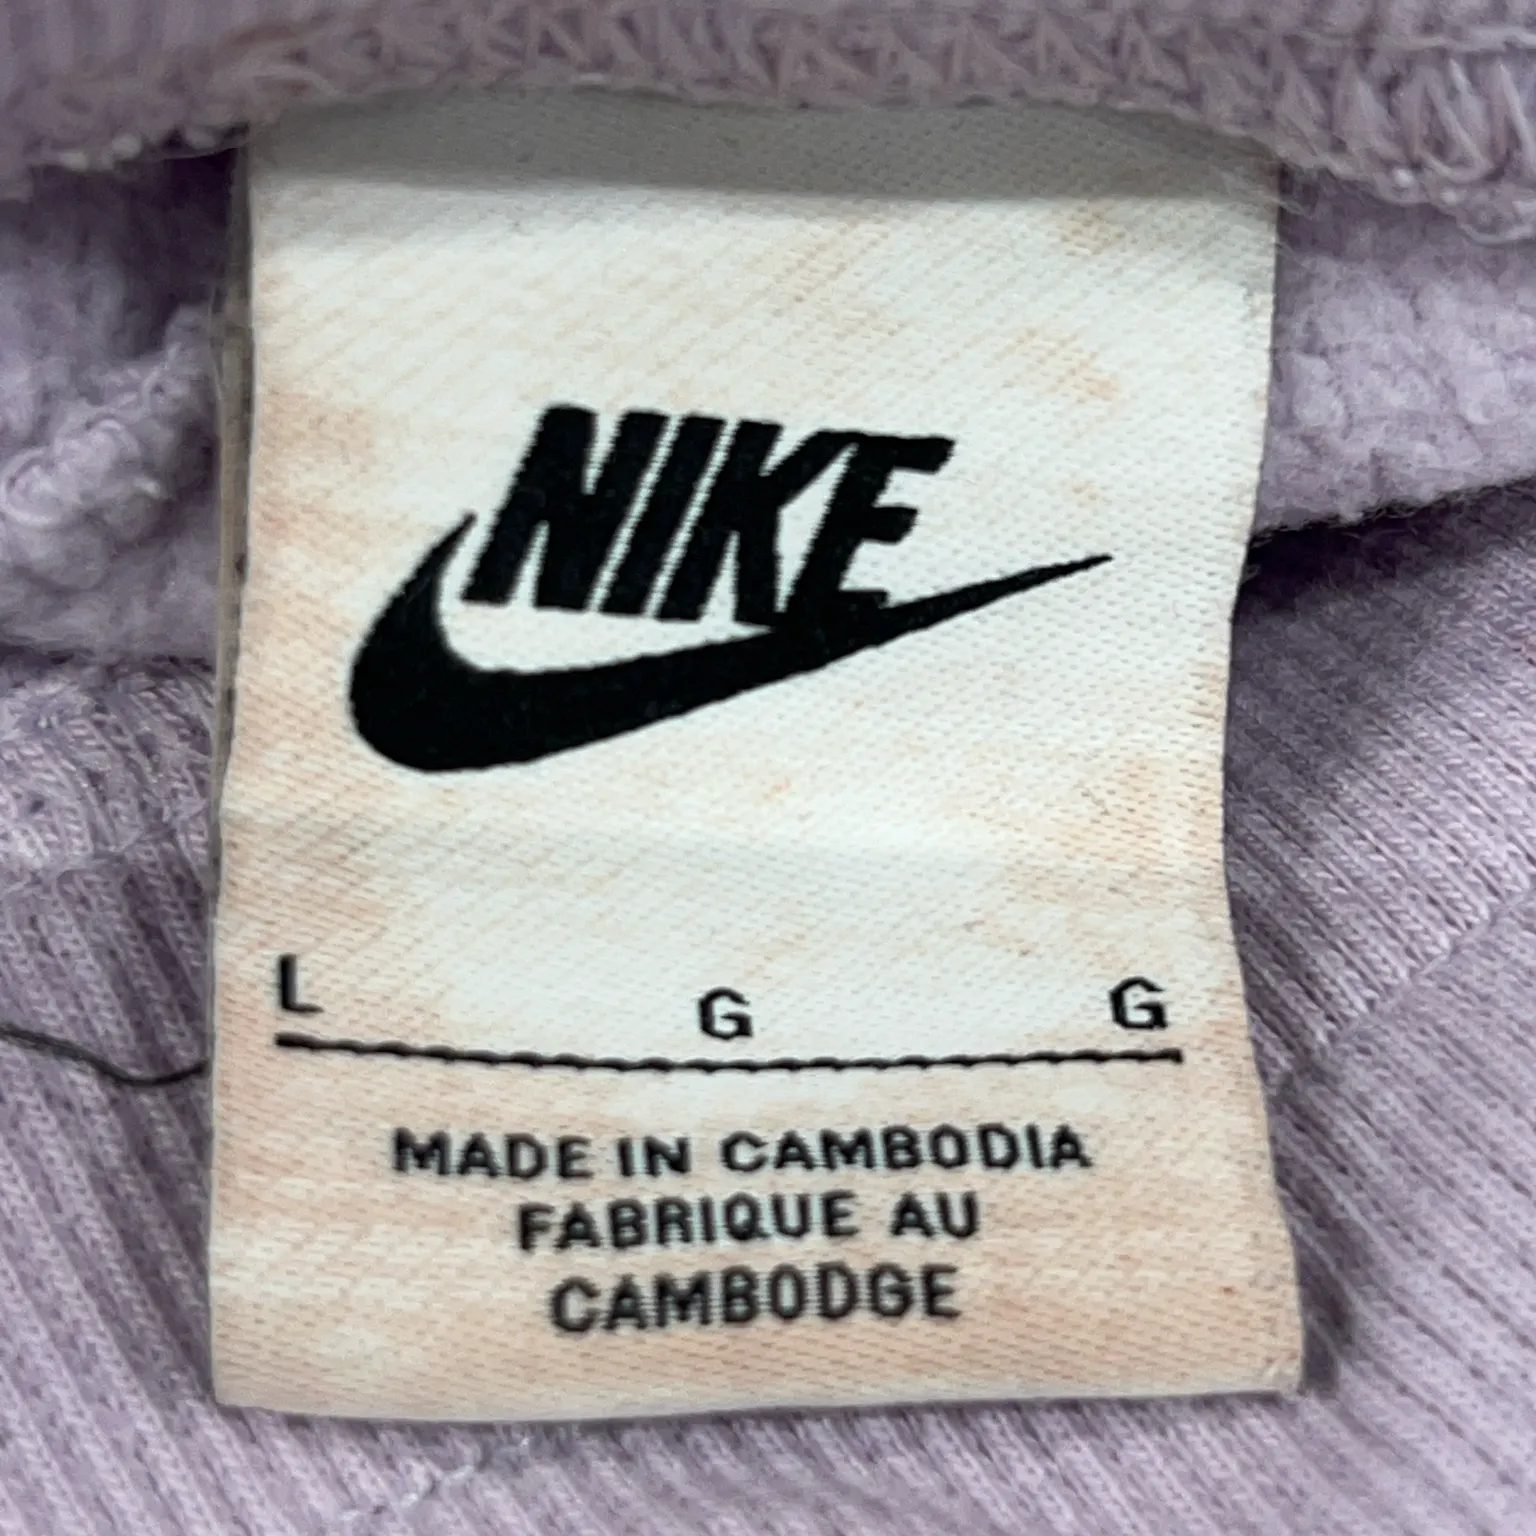 NIKE
L G G
MADE IN CAMBODIA
FABRIQUE AU
CAMBODGE